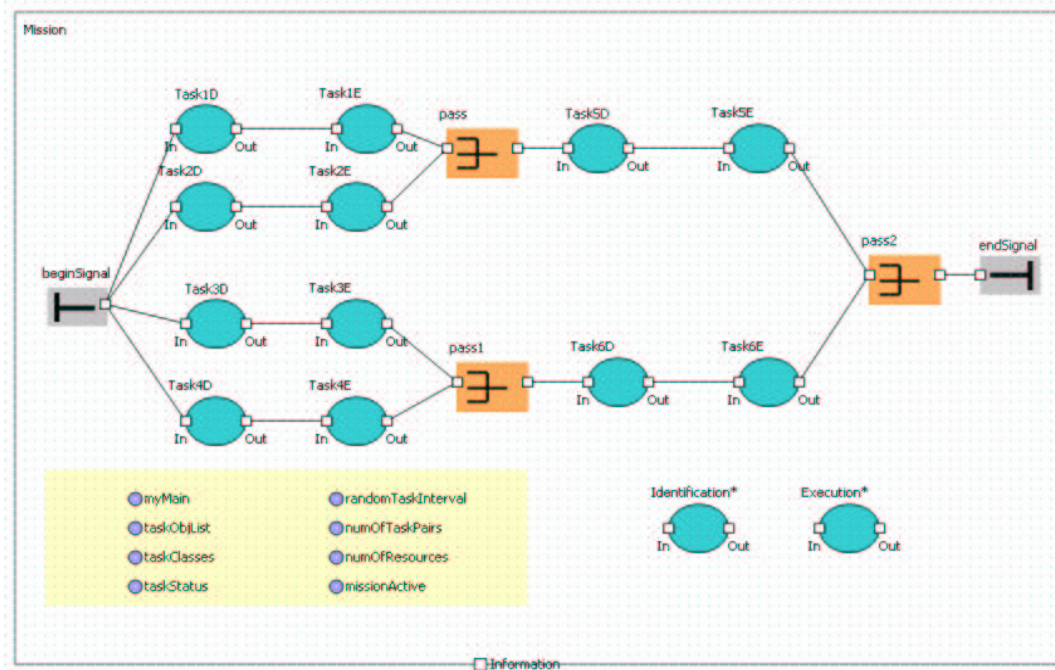 Mission
Task1D
Task1E
In Out
In Out
pass
Task5D
Task5E
In Out
In Out
Task2D
Task2E
In Out
In Out
beginSignal
pass2
endSignal
Task3D
Task3E
In Out
In Out
pass1
Task6D
Task6E
In Out
In Out
Task4D
Task4E
In Out
In Out
myMain
randomTaskInterval
taskObjList
numOfTaskPairs
taskClasses
numOfResources
taskStatus
missionActive
Identification*
Execution*
In Out
In Out
Information